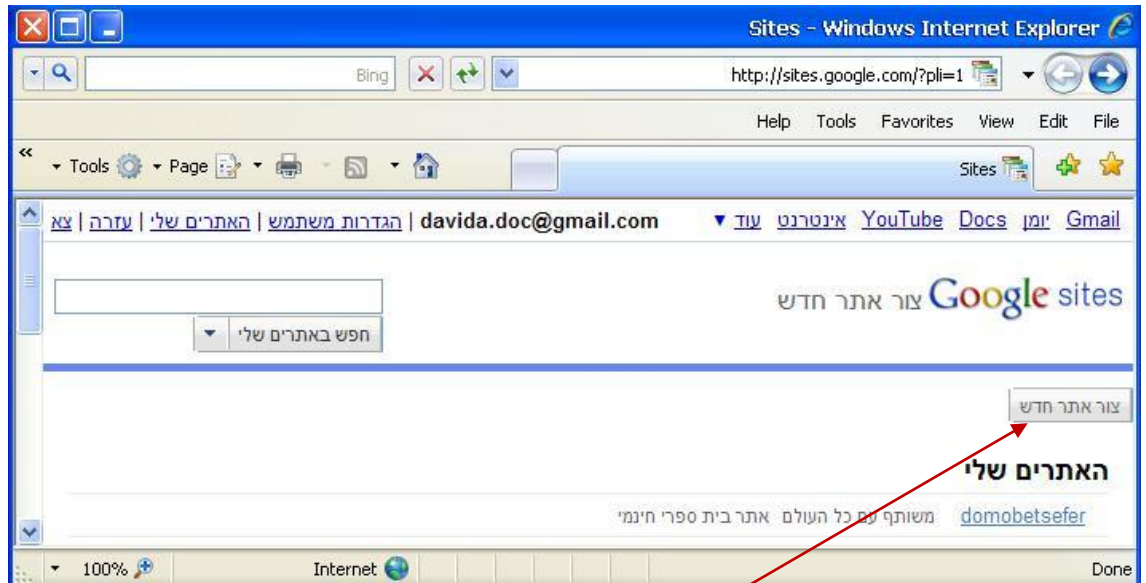 Sites - Windows Internet Explorer
http://sites.google.com/?pli=1 Bing
File Edit View Favorites Tools Help
Sites Page Tools
Gmail יומן Docs YouTube אינטרנט עוד ▼ davida.doc@gmail.com | הגדרות משתמש | האתרים שלי | עזרה | צא
Google sites צור אתר חדש
חפש באתרים שלי
צור אתר חדש
האתרים שלי
domobetsefer משותף עם כל העולם אתר בית ספרי חינמי
Done Internet 100%